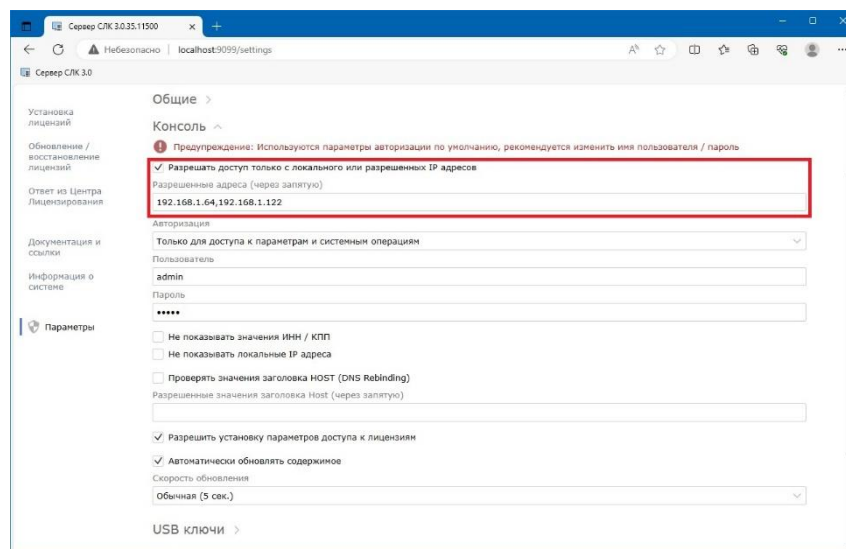 Сервер СЛК 3.0.35.11500
Небезопасно | localhost:9099/settings
Сервер СЛК 3.0
Установка
лицензий
Обновление /
восстановление
лицензий
Ответ из Центра
Лицензирования
Документация и
ссылки
Информация о
системе
Параметры
Общие
Консоль
Предупреждение: Используются параметры авторизации по умолчанию, рекомендуется изменить имя пользователя / пароль
Разрешать доступ только с локального или разрешенных IP адресов
Разрешенные адреса (через запятую)
192.168.1.64,192.168.1.122
Авторизация
Только для доступа к параметрам и системным операциям
Пользователь
admin
Пароль
•••••
Не показывать значения ИНН / КПП
Не показывать локальные IP адреса
Проверять значения заголовка HOST (DNS Rebinding)
Разрешенные значения заголовка Host (через запятую)
Разрешить установку параметров доступа к лицензиям
Автоматически обновлять содержимое
Скорость обновления
Обычная (5 сек.)
USB ключи